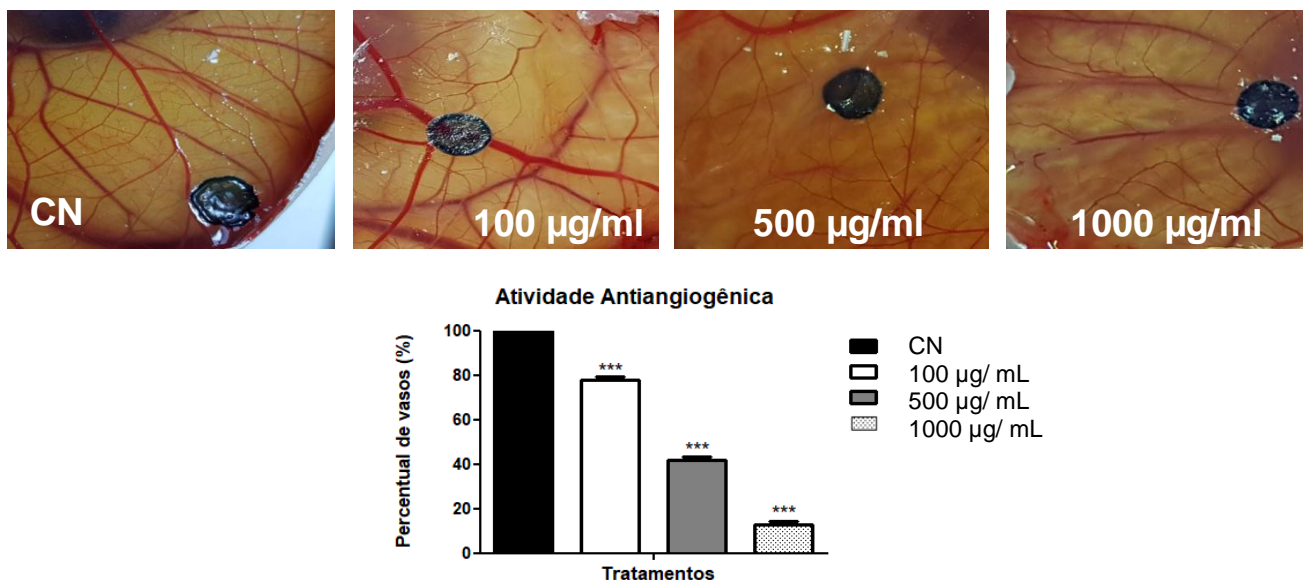 CN
100 µg/ml
500 µg/ml
1000 µg/ml
Atividade Antiangiogênica
Percentual de vasos (%)
100
80
60
40
20
0
***
***
***
Tratamentos
CN
100 µg/ mL
500 µg/ mL
1000 µg/ mL